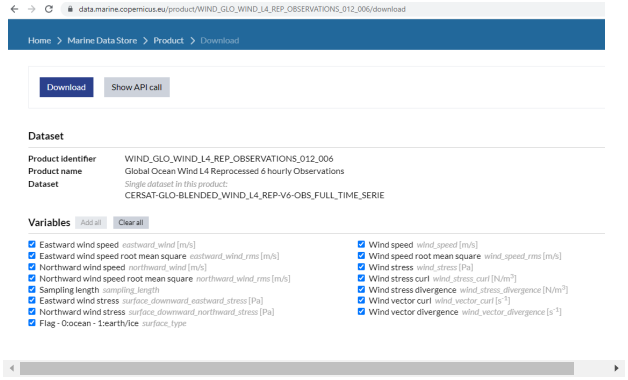 data.marine.copernicus.eu/product/WIND_GLO_WIND_L4_REP_OBSERVATIONS_012_006/download
Home > Marine Data Store > Product > Download
Download Show API call
Dataset
Product identifier WIND_GLO_WIND_L4_REP_OBSERVATIONS_012_006
Product name Global Ocean Wind L4 Reprocessed 6 hourly Observations
Dataset Single dataset in this product:
CERSAT-GLO-BLENDED_WIND_L4_REP-V6-OBS_FULL_TIME_SERIE
Variables Add all Clear all
Eastward wind speed eastward_wind [m/s]
Eastward wind speed root mean square eastward_wind_rms [m/s]
Northward wind speed northward_wind [m/s]
Northward wind speed root mean square northward_wind_rms [m/s]
Sampling length sampling_length
Eastward wind stress surface_downward_eastward_stress [Pa]
Northward wind stress surface_downward_northward_stress [Pa]
Flag - 0:ocean - 1:earth/ice surface_type
Wind speed wind_speed [m/s]
Wind speed root mean square wind_speed_rms [m/s]
Wind stress wind_stress [Pa]
Wind stress curl wind_stress_curl [N/m³]
Wind stress divergence wind_stress_divergence [N/m³]
Wind vector curl wind_vector_curl [s⁻¹]
Wind vector divergence wind_vector_divergence [s⁻¹]